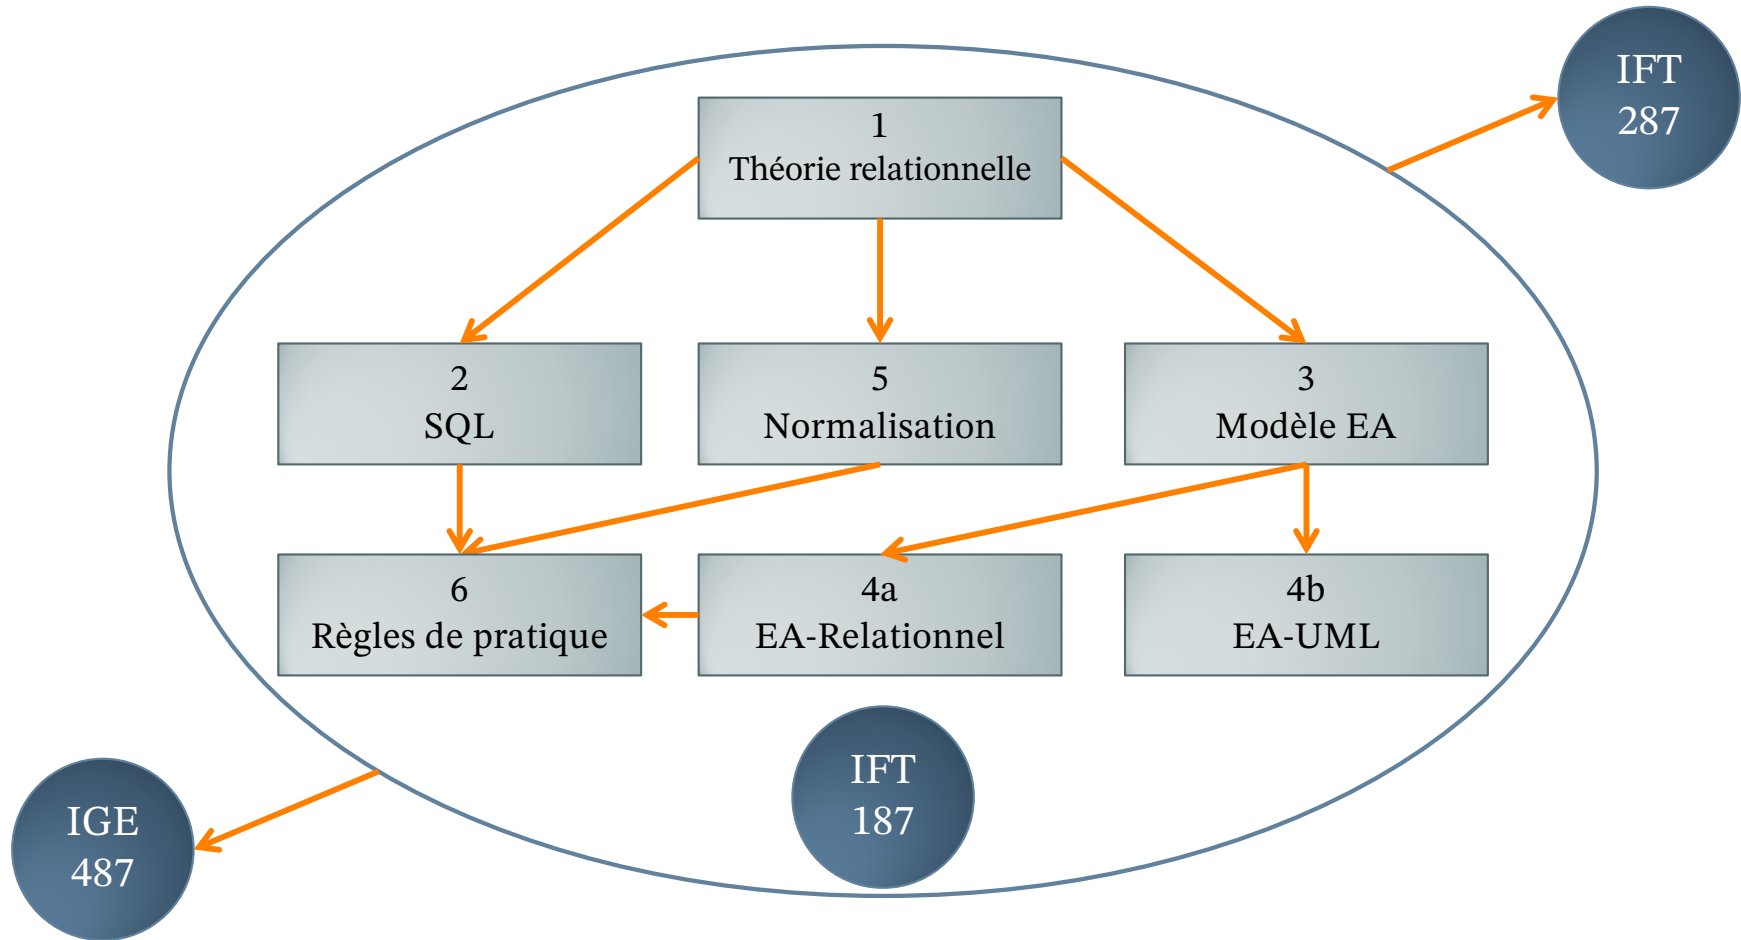 IFT
287
1
Théorie relationnelle
2
SQL
5
Normalisation
3
Modèle EA
6
Règles de pratique
4a
EA-Relationnel
4b
EA-UML
IFT
187
IGE
487